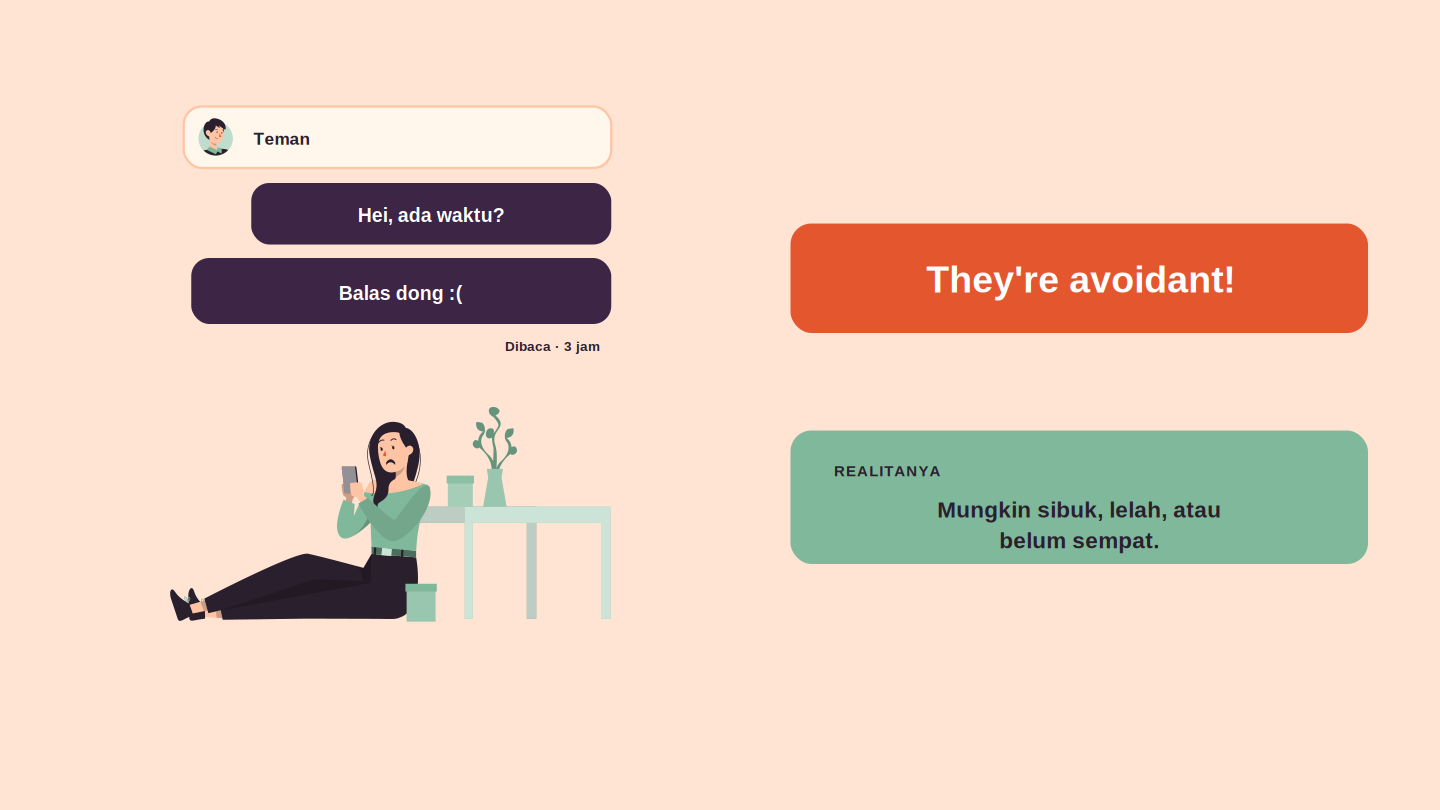 Teman
Hei, ada waktu?
Balas dong :(
Dibaca · 3 jam
They're avoidant!
REALITANYA
Mungkin sibuk, lelah, atau
belum sempat.